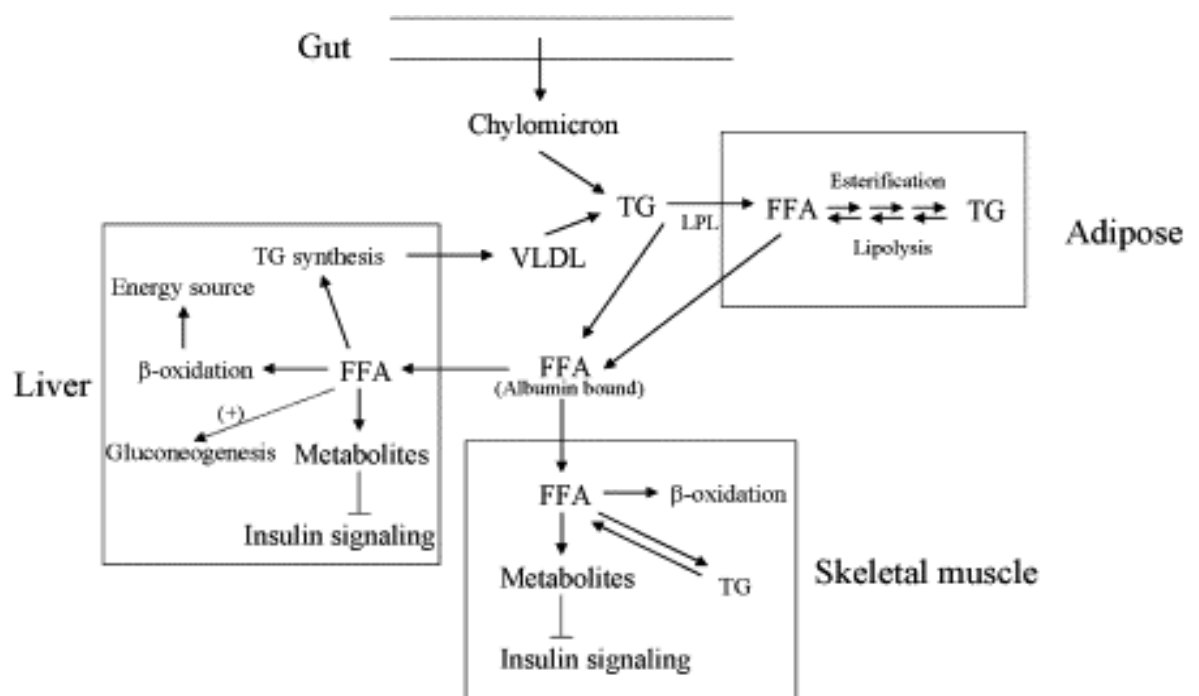 Gut
Chylomicron
TG
LPL
FFA
Esterification
Lipolysis
TG
Adipose
VLDL
TG synthesis
Energy source
β-oxidation
FFA
Liver
(+)
Gluconeogenesis
Metabolites
Insulin signaling
FFA
(Albumin bound)
FFA
β-oxidation
Metabolites
TG
Skeletal muscle
Insulin signaling